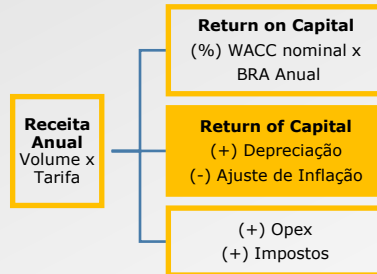 Return on Capital
(%) WACC nominal x
BRA Anual
Receita
Anual
Volume x
Tarifa
Return of Capital
(+) Depreciação
(-) Ajuste de Inflação
(+) Opex
(+) Impostos